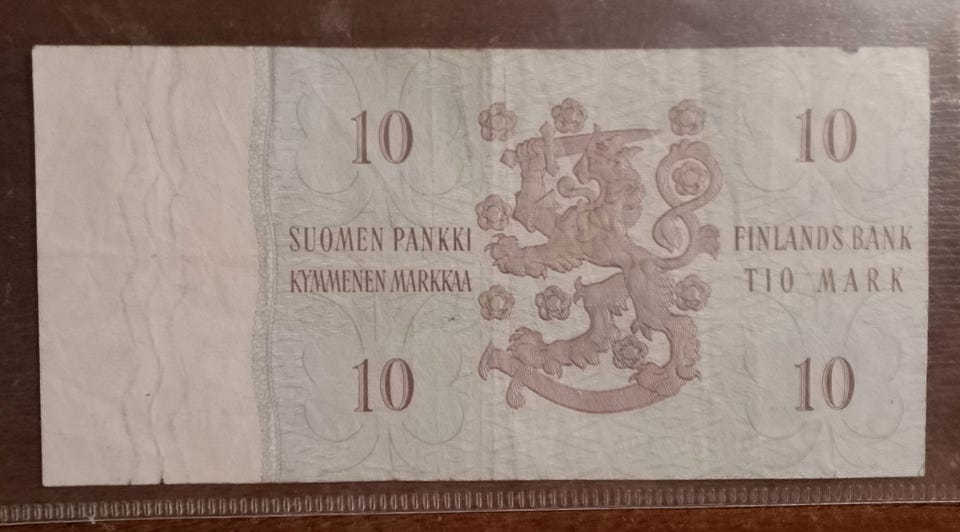 10 10
SUOMEN PANKKI FINLANDS BANK
KYMMENEN MARKKAA TIO MARK
10 10